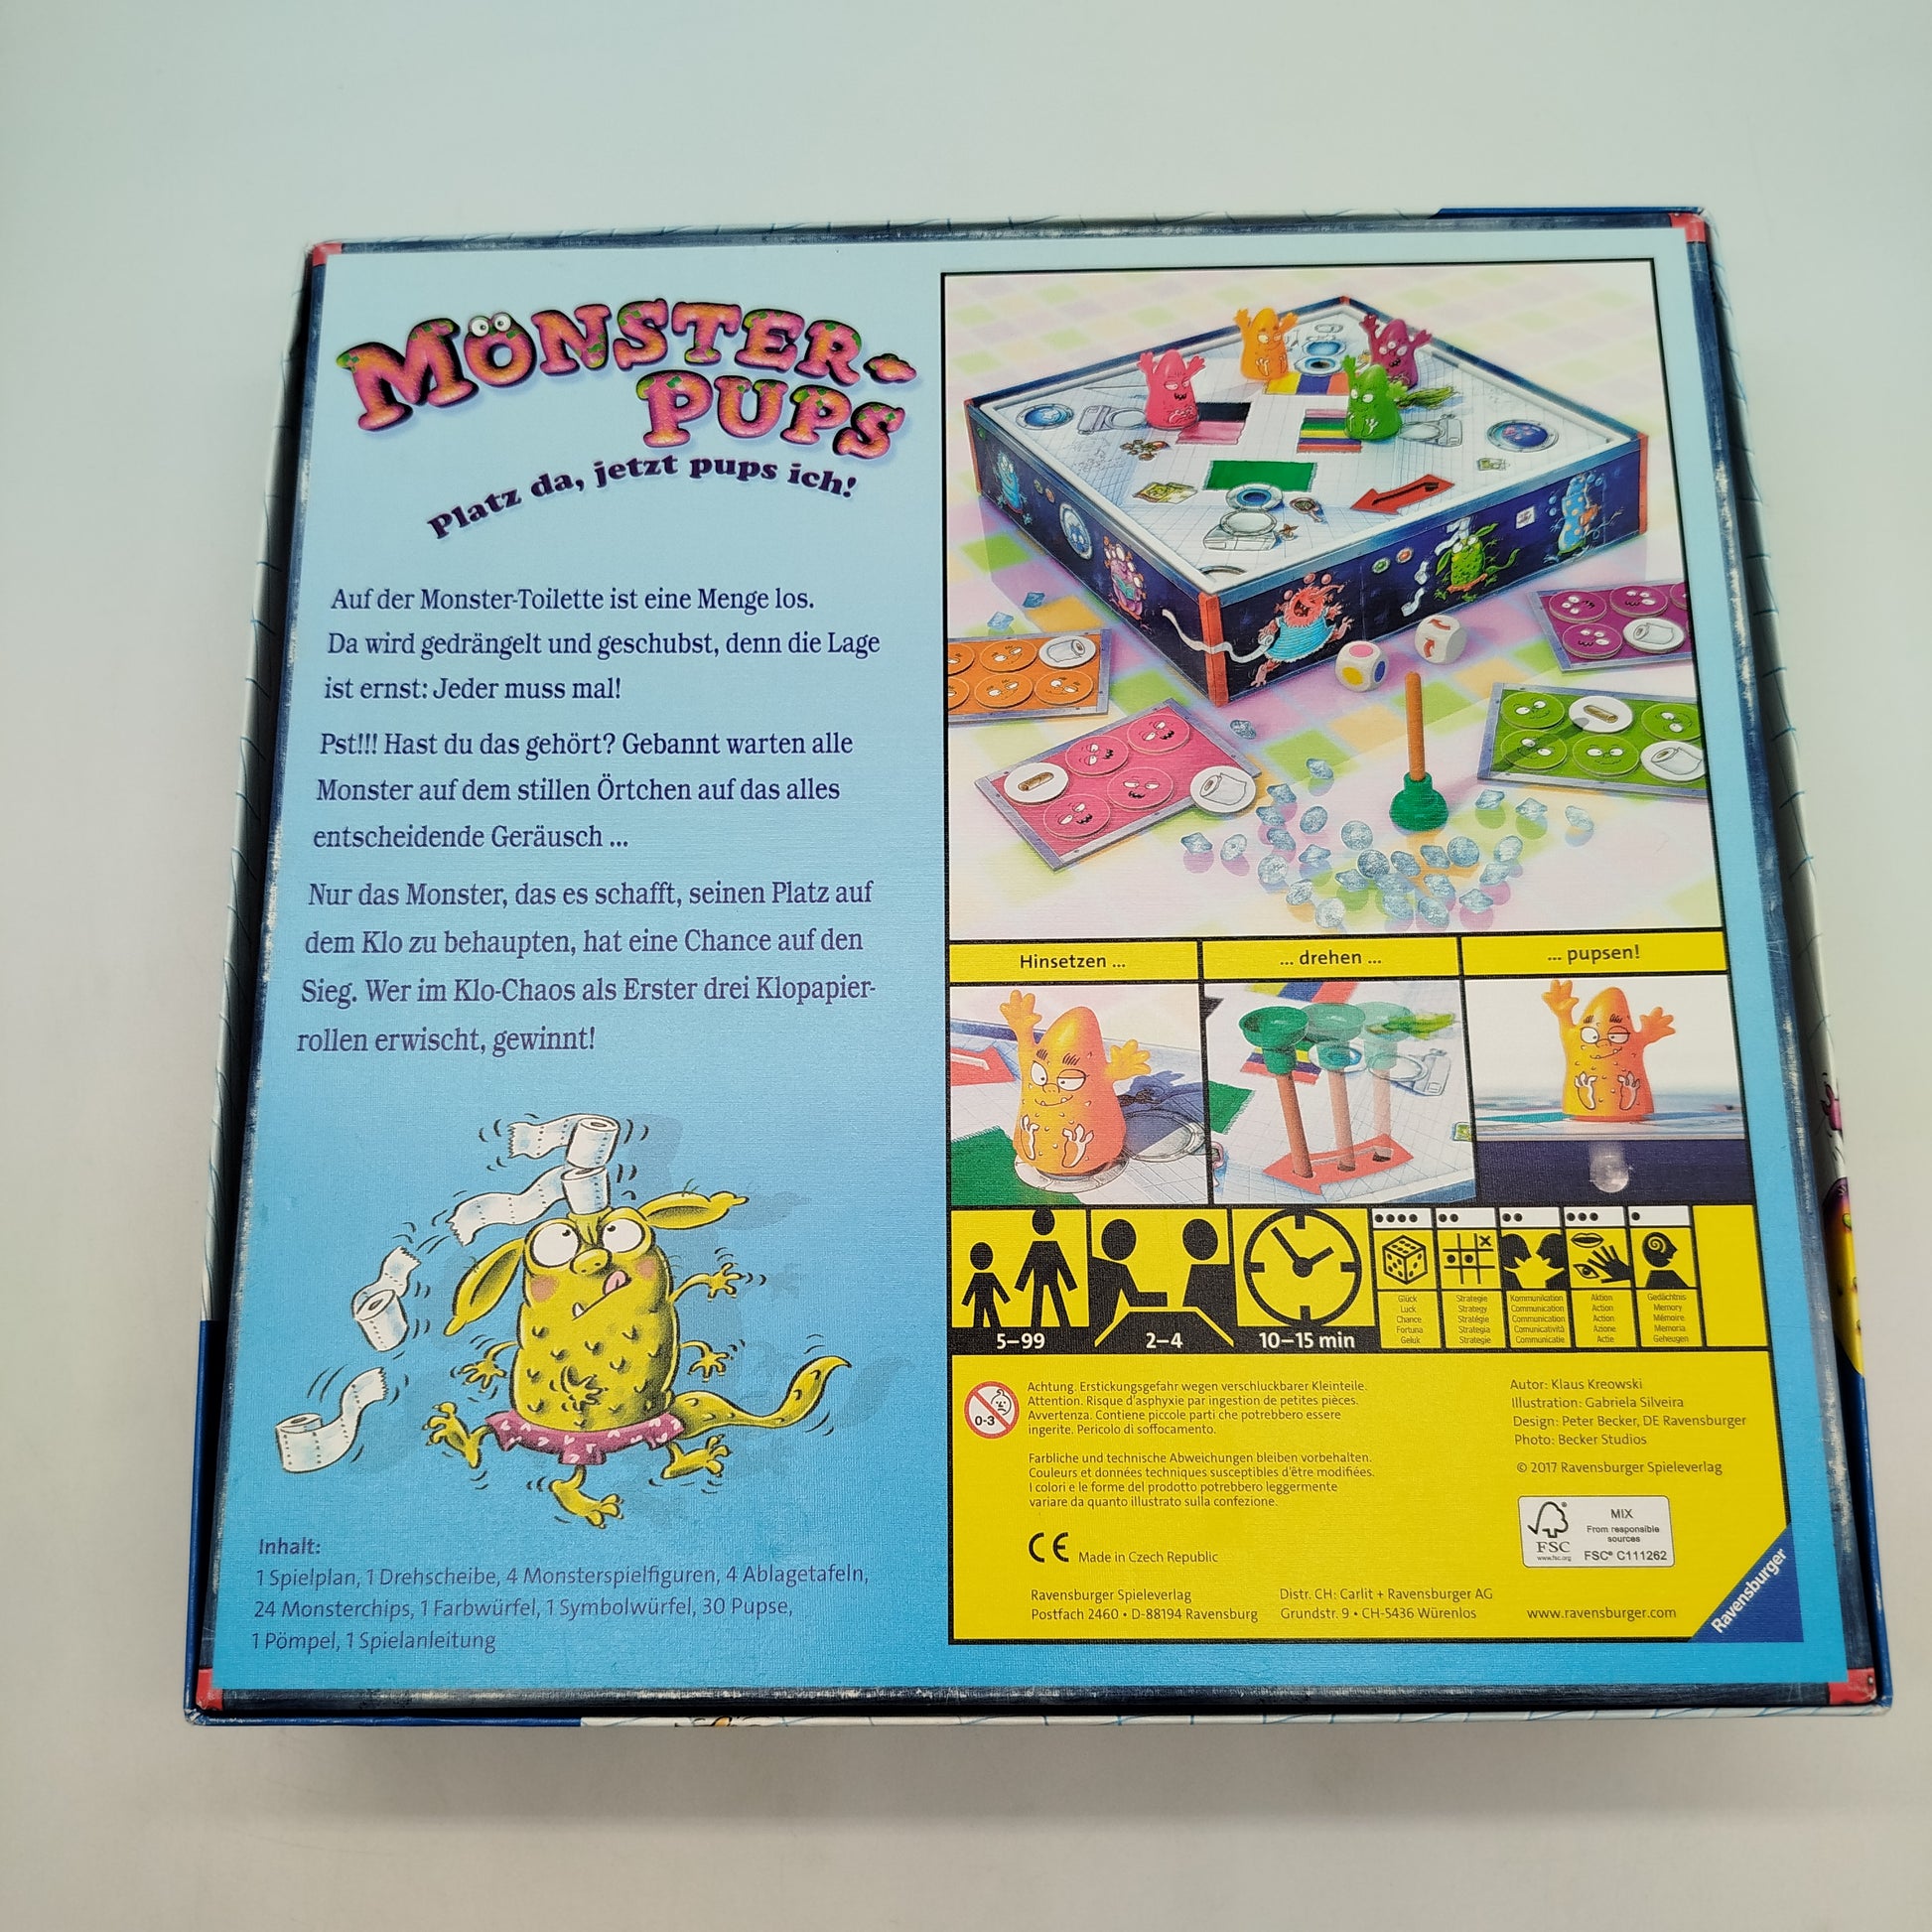 MÖNSTER-
PUPS
Platz da, jetzt pups ich!
Auf der Monster-Toilette ist eine Menge los.
Da wird gedrängelt und geschubst, denn die Lage
ist ernst: Jeder muss mal!
Pst!!! Hast du das gehört? Gebannt warten alle
Monster auf dem stillen Örtchen auf das alles
entscheidende Geräusch ...
Nur das Monster, das es schafft, seinen Platz auf
dem Klo zu behaupten, hat eine Chance auf den
Sieg. Wer im Klo-Chaos als Erster drei Klopapier-
rollen erwischt, gewinnt!
Inhalt:
1 Spielplan, 1 Drehscheibe, 4 Monsterspielfiguren, 4 Ablagetafeln,
24 Monsterchips, 1 Farbwürfel, 1 Symbolwürfel, 30 Pupse,
1 Pömpel, 1 Spielanleitung
Hinsetzen ...
... drehen ...
... pupsen!
5–99
2–4
10–15 min
Glück
Luck
Chance
Fortuna
Geluk
Strategie
Strategy
Stratégie
Strategia
Strategie
Kommunikation
Communication
Communication
Comunicatività
Communicatie
Aktion
Action
Action
Azione
Actie
Gedächtnis
Memory
Mémoire
Memoria
Geheugen
0-3
Achtung. Erstickungsgefahr wegen verschluckbarer Kleinteile.
Attention. Risque d'asphyxie par ingestion de petites pièces.
Avvertenza. Contiene piccole parti che potrebbero essere
ingerite. Pericolo di soffocamento.
Farbliche und technische Abweichungen bleiben vorbehalten.
Couleurs et données techniques susceptibles d'être modifiées.
I colori e le forme del prodotto potrebbero leggermente
variare da quanto illustrato sulla confezione.
CE Made in Czech Republic
Ravensburger Spieleverlag
Postfach 2460 • D-88194 Ravensburg
Distr. CH: Carlit + Ravensburger AG
Grundstr. 9 • CH-5436 Würenlos
Autor: Klaus Kreowski
Illustration: Gabriela Silveira
Design: Peter Becker, DE Ravensburger
Photo: Becker Studios
© 2017 Ravensburger Spieleverlag
FSC
www.fsc.org
MIX
From responsible
sources
FSC® C111262
www.ravensburger.com
Ravensburger